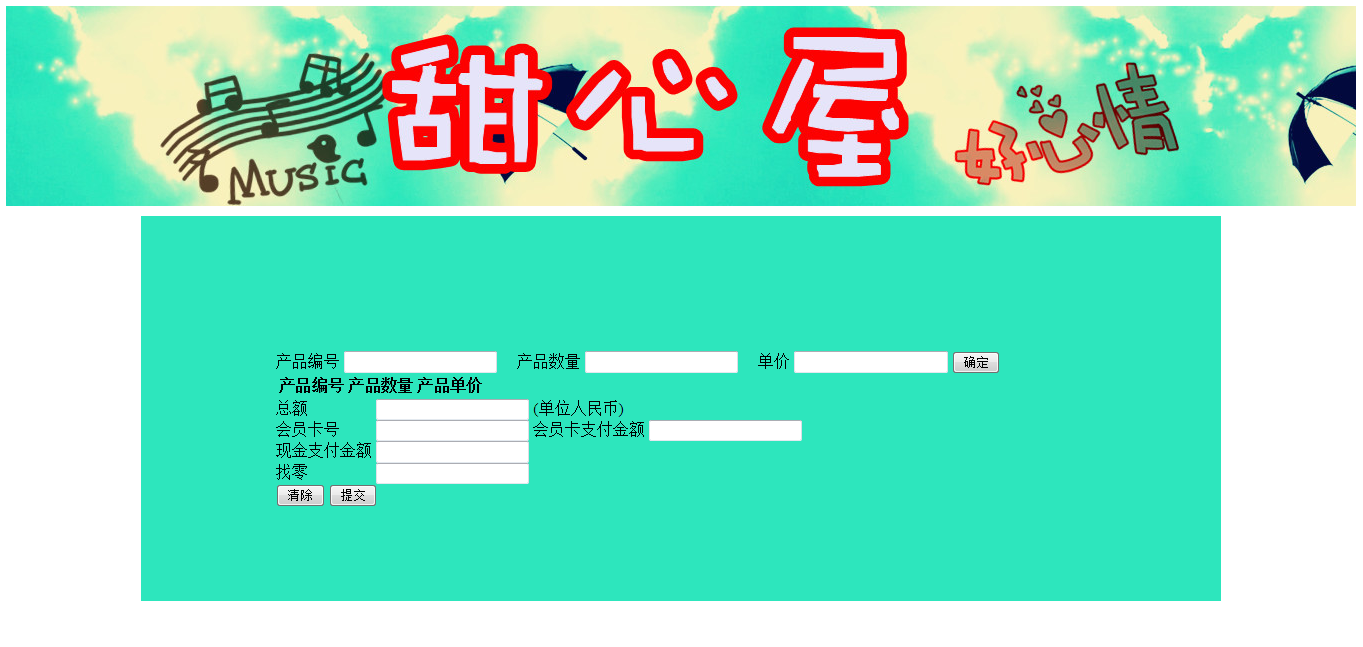 MUSIC
甜心屋
好心情
产品编号 产品数量 单价 确定
产品编号 产品数量 产品单价
总额 (单位人民币)
会员卡号 会员卡支付金额
现金支付金额
找零
清除 提交